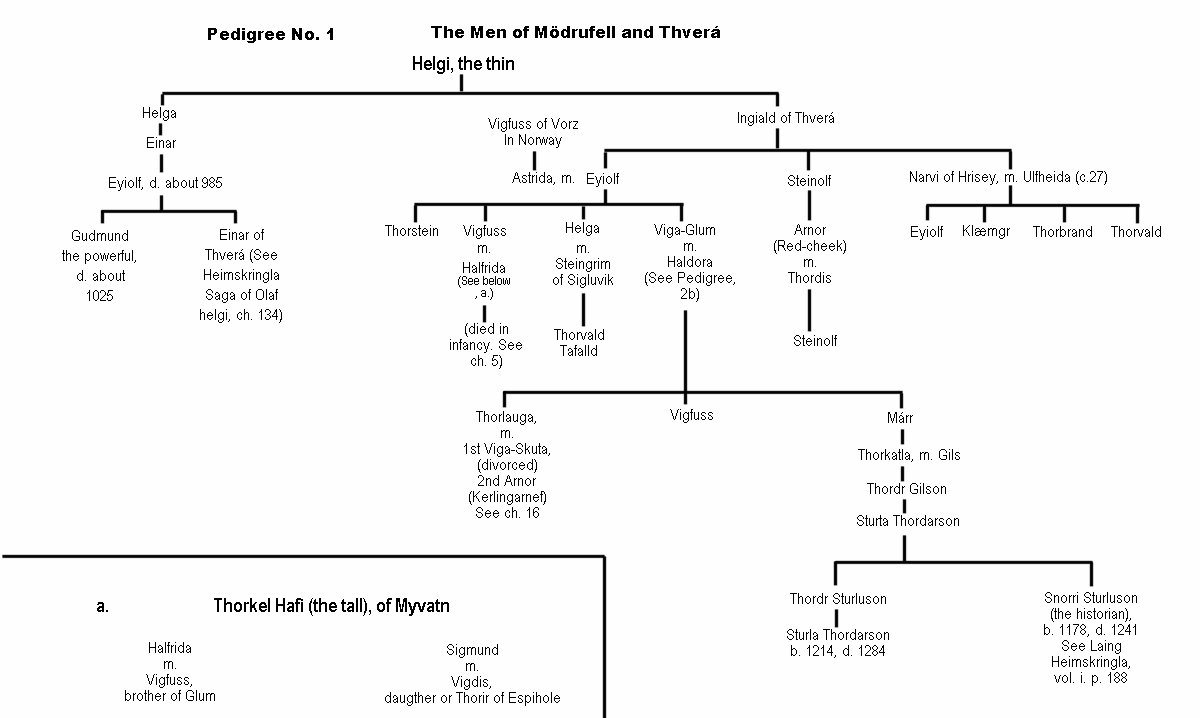 Pedigree No. 1
The Men of Mödrufell and Thverá
Helgi, the thin
Helga
Einar
Eyiolf, d. about 985
Gudmund
the powerful,
d. about
1025
Einar of
Thverá (See
Heimskringla
Saga of Olaf
helgi, ch. 134)
Vigfuss of Vorz
In Norway
Astrida, m.
Ingiald of Thverá
Eyiolf
Steinolf
Narvi of Hrisey, m. Ulfheida (c.27)
Thorstein
Vigfuss
m.
Halfrida
(See below
, a.)
(died in
infancy. See
ch. 5)
Helga
m.
Steingrim
of Sigluvik
Thorvald
Tafalld
Viga-Glum
m.
Haldora
(See Pedigree,
2b)
Arnor
(Red-cheek)
m.
Thordis
Steinolf
Eyiolf
Klæmgr
Thorbrand
Thorvald
Thorlauga,
m.
1st Viga-Skuta,
(divorced)
2nd Arnor
(Kerlingarnef)
See ch. 16
Vigfuss
Márr
Thorkatla, m. Gils
Thordr Gilson
Sturta Thordarson
Thordr Sturluson
Sturla Thordarson
b. 1214, d. 1284
Snorri Sturluson
(the historian),
b. 1178, d. 1241
See Laing
Heimskringla,
vol. i. p. 188
a.
Thorkel Hafi (the tall), of Myvatn
Halfrida
m.
Vigfuss,
brother of Glum
Sigmund
m.
Vigdis,
daugther or Thorir of Espihole